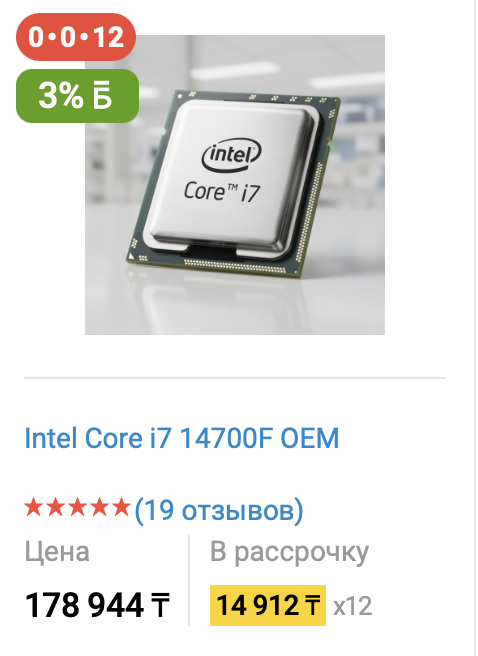 0•0•12
3% Б
intel
Core™ i7
Intel Core i7 14700F OEM
★★★★★(19 отзывов)
Цена
В рассрочку
178 944 ₸
14 912 ₸ x12